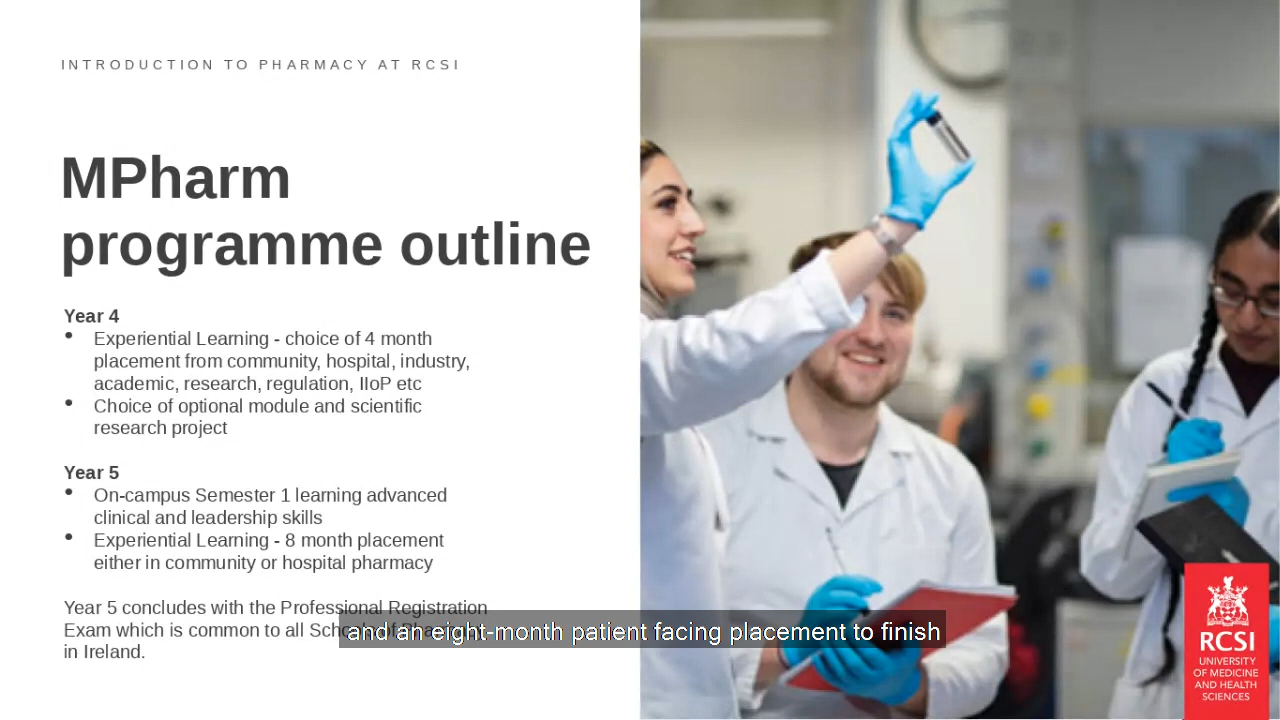 INTRODUCTION TO PHARMACY AT RCSI
MPharm
programme outline
Year 4
• Experiential Learning - choice of 4 month
placement from community, hospital, industry,
academic, research, regulation, IIoP etc
• Choice of optional module and scientific
research project
Year 5
• On-campus Semester 1 learning advanced
clinical and leadership skills
• Experiential Learning - 8 month placement
either in community or hospital pharmacy
Year 5 concludes with the Professional Registration
Exam which is common to all
in Ireland.
and an eight-month patient facing placement to finish
RCSI
UNIVERSITY
OF MEDICINE
AND HEALTH
SCIENCES